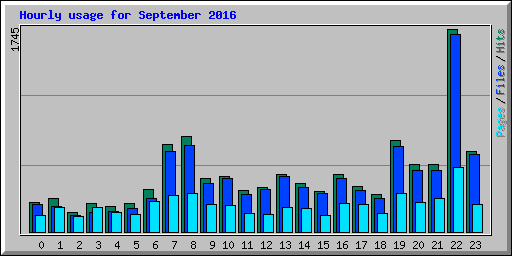 Hourly usage for September 2016
1745
Pages / Files / Hits
0 1 2 3 4 5 6 7 8 9 10 11 12 13 14 15 16 17 18 19 20 21 22 23